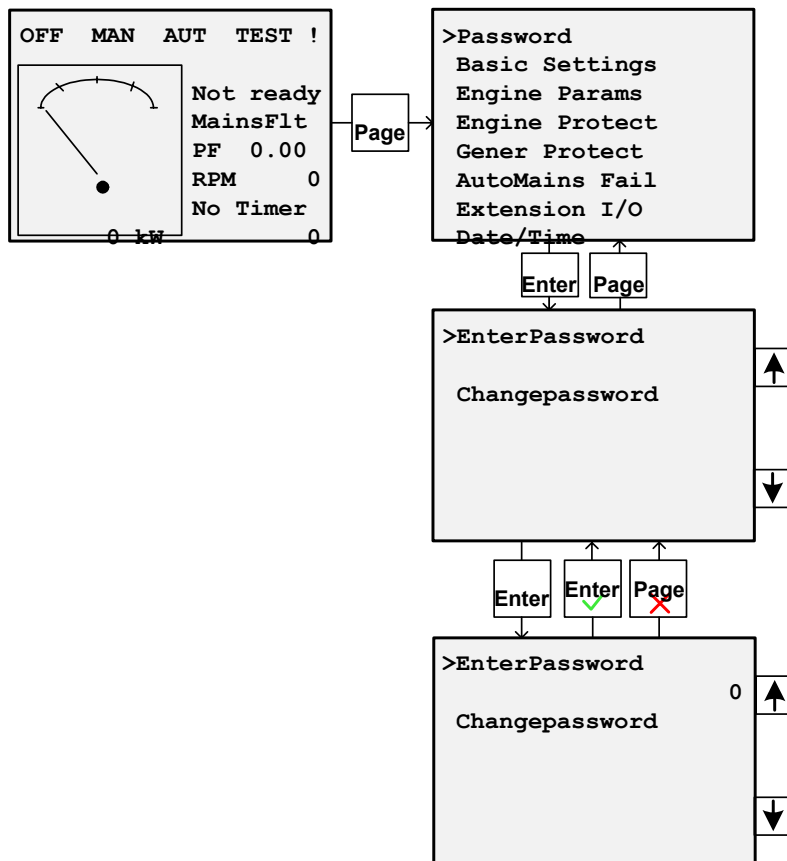 OFF MAN AUT TEST !
Not ready
MainsFlt
PF 0.00
RPM 0
No Timer
0 kW 0
Page
>Password
Basic Settings
Engine Params
Engine Protect
Gener Protect
AutoMains Fail
Extension I/O
Date/Time
Enter Page
>EnterPassword
Changepassword
Enter Enter Page
>EnterPassword
0
Changepassword